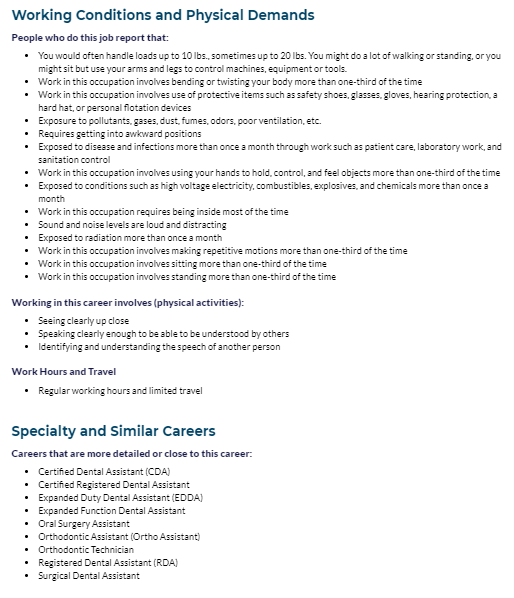 Working Conditions and Physical Demands
People who do this job report that:
• You would often handle loads up to 10 lbs., sometimes up to 20 lbs. You might do a lot of walking or standing, or you
might sit but use your arms and legs to control machines, equipment or tools.
• Work in this occupation involves bending or twisting your body more than one-third of the time
• Work in this occupation involves use of protective items such as safety shoes, glasses, gloves, hearing protection, a
hard hat, or personal flotation devices
• Exposure to pollutants, gases, dust, fumes, odors, poor ventilation, etc.
• Requires getting into awkward positions
• Exposed to disease and infections more than once a month through work such as patient care, laboratory work, and
sanitation control
• Work in this occupation involves using your hands to hold, control, and feel objects more than one-third of the time
• Exposed to conditions such as high voltage electricity, combustibles, explosives, and chemicals more than once a
month
• Work in this occupation requires being inside most of the time
• Sound and noise levels are loud and distracting
• Exposed to radiation more than once a month
• Work in this occupation involves making repetitive motions more than one-third of the time
• Work in this occupation involves sitting more than one-third of the time
• Work in this occupation involves standing more than one-third of the time
Working in this career involves (physical activities):
• Seeing clearly up close
• Speaking clearly enough to be able to be understood by others
• Identifying and understanding the speech of another person
Work Hours and Travel
• Regular working hours and limited travel
Specialty and Similar Careers
Careers that are more detailed or close to this career:
• Certified Dental Assistant (CDA)
• Certified Registered Dental Assistant
• Expanded Duty Dental Assistant (EDDA)
• Expanded Function Dental Assistant
• Oral Surgery Assistant
• Orthodontic Assistant (Ortho Assistant)
• Orthodontic Technician
• Registered Dental Assistant (RDA)
• Surgical Dental Assistant